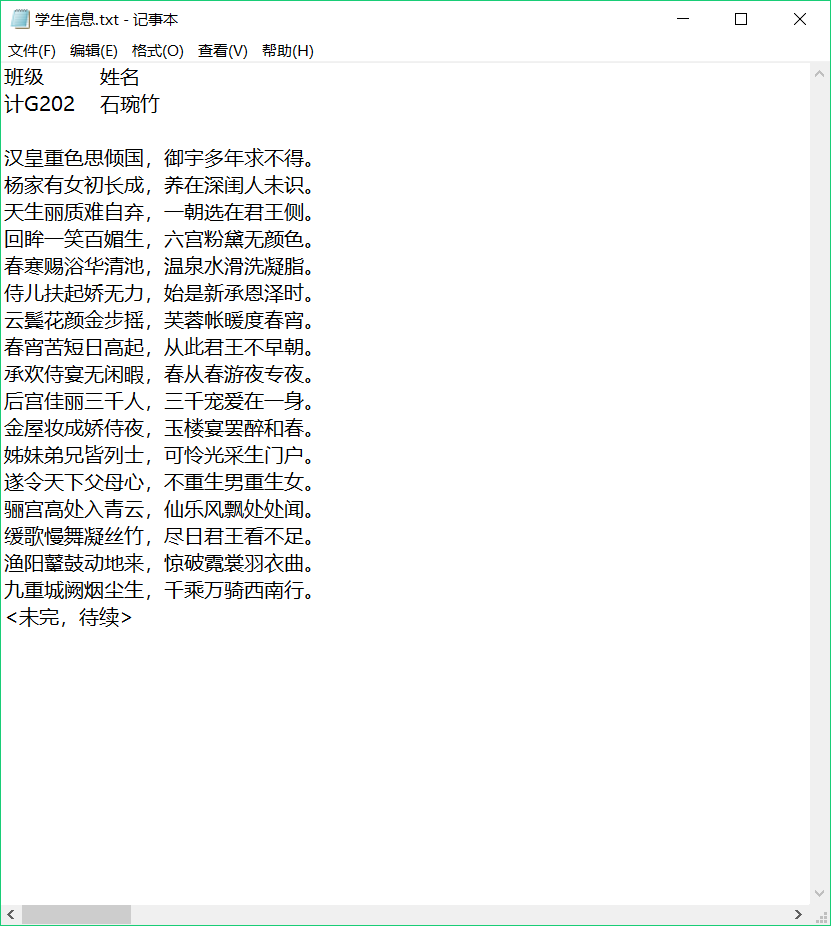 学生信息.txt - 记事本
文件(F) 编辑(E) 格式(O) 查看(V) 帮助(H)
班级 姓名
计G202 石琬竹
汉皇重色思倾国，御宇多年求不得。
杨家有女初长成，养在深闺人未识。
天生丽质难自弃，一朝选在君王侧。
回眸一笑百媚生，六宫粉黛无颜色。
春寒赐浴华清池，温泉水滑洗凝脂。
侍儿扶起娇无力，始是新承恩泽时。
云鬓花颜金步摇，芙蓉帐暖度春宵。
春宵苦短日高起，从此君王不早朝。
承欢侍宴无闲暇，春从春游夜专夜。
后宫佳丽三千人，三千宠爱在一身。
金屋妆成娇侍夜，玉楼宴罢醉和春。
姊妹弟兄皆列士，可怜光采生门户。
遂令天下父母心，不重生男重生女。
骊宫高处入青云，仙乐风飘处处闻。
缓歌慢舞凝丝竹，尽日君王看不足。
渔阳鼙鼓动地来，惊破霓裳羽衣曲。
九重城阙烟尘生，千乘万骑西南行。
<未完，待续>